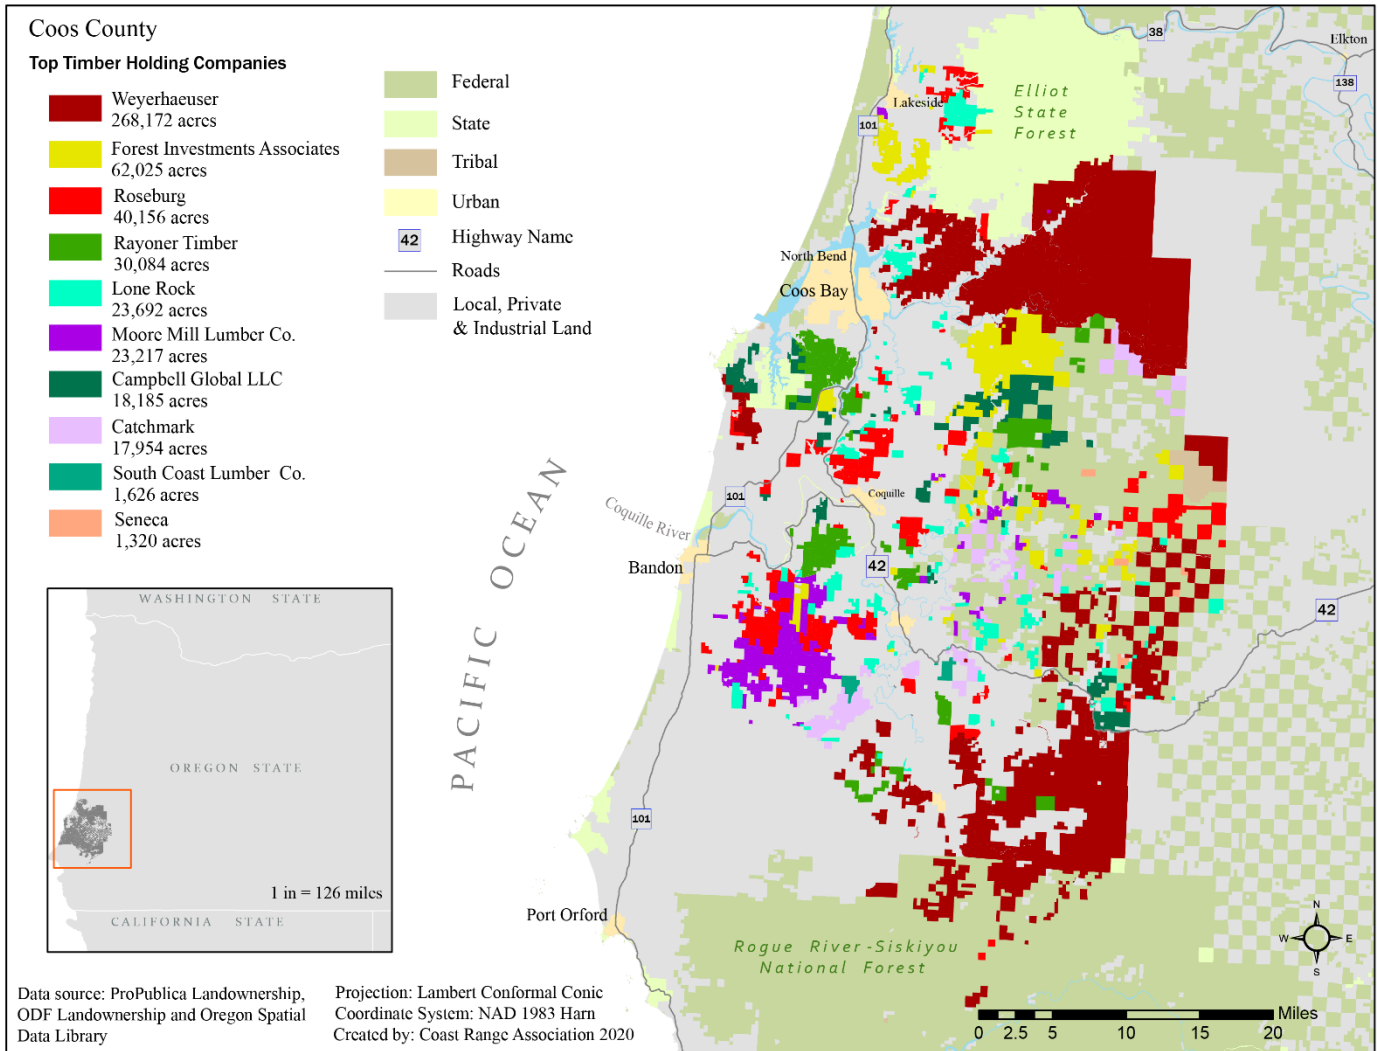 Coos County
Top Timber Holding Companies
Weyerhaeuser
268,172 acres
Forest Investments Associates
62,025 acres
Roseburg
40,156 acres
Rayoner Timber
30,084 acres
Lone Rock
23,692 acres
Moore Mill Lumber Co.
23,217 acres
Campbell Global LLC
18,185 acres
Catchmark
17,954 acres
South Coast Lumber Co.
1,626 acres
Seneca
1,320 acres
Federal
State
Tribal
Urban
42 Highway Name
Roads
Local, Private
& Industrial Land
38
Elkton
138
Elliot
State
Forest
Lakeside
101
North Bend
Coos Bay
Coquille
101
Coquille River
Bandon
42
42
PACIFIC OCEAN
101
Port Orford
Rogue River-Siskiyou
National Forest
WASHINGTON STATE
OREGON STATE
1 in = 126 miles
CALIFORNIA STATE
N
W E
S
Miles
0 2.5 5 10 15 20
Data source: ProPublica Landownership,
ODF Landownership and Oregon Spatial
Data Library
Projection: Lambert Conformal Conic
Coordinate System: NAD 1983 Harn
Created by: Coast Range Association 2020